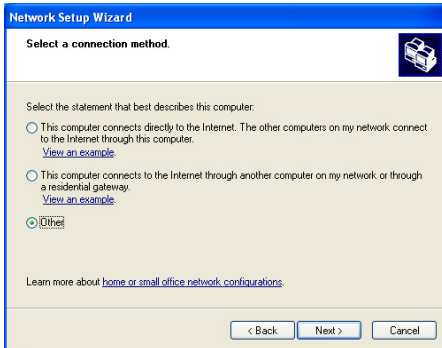 Network Setup Wizard
Select a connection method.
Select the statement that best describes this computer:
This computer connects directly to the Internet. The other computers on my network connect
to the Internet through this computer.
View an example.
This computer connects to the Internet through another computer on my network or through
a residential gateway.
View an example.
Other
Learn more about home or small office network configurations.
< Back
Next >
Cancel